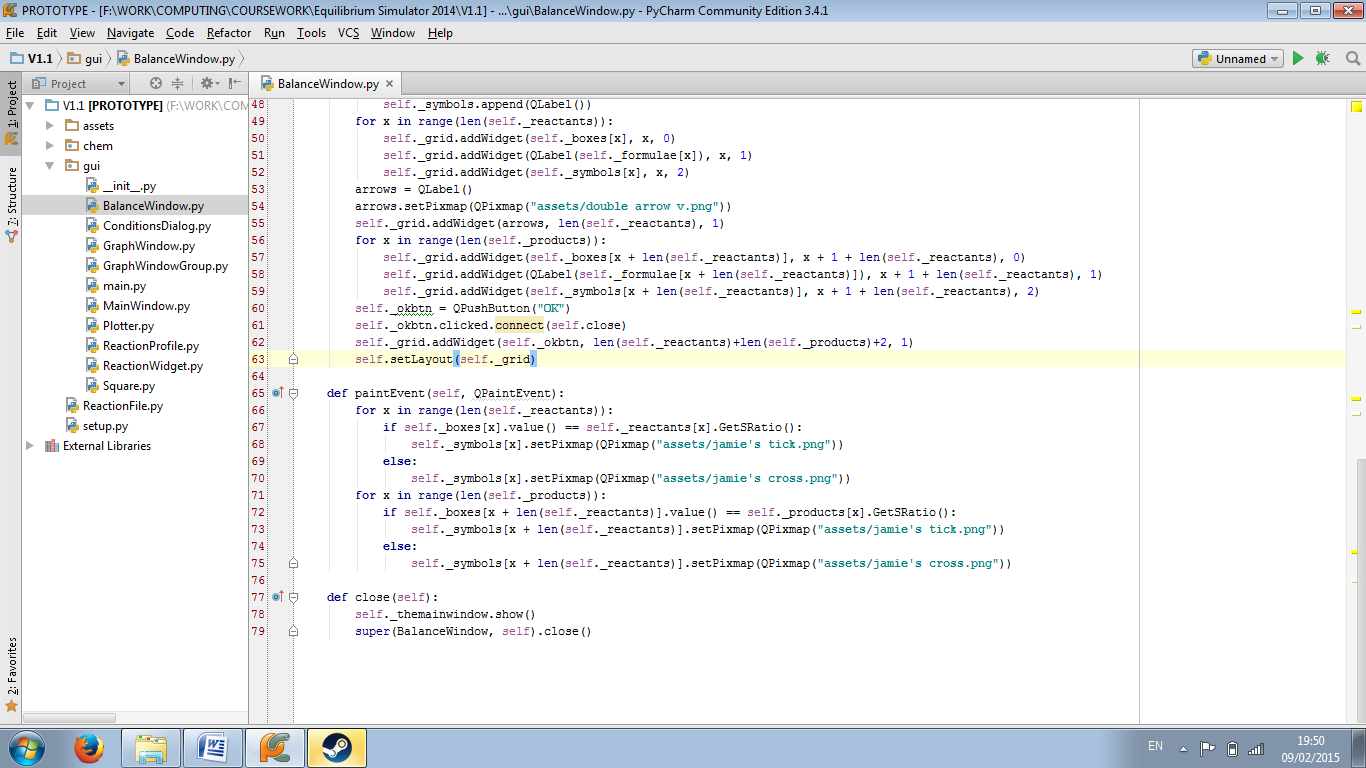 PROTOTYPE - [F:\WORK\COMPUTING\COURSEWORK\Equilibrium Simulator 2014\V1.1] - ...\gui\BalanceWindow.py - PyCharm Community Edition 3.4.1
File Edit View Navigate Code Refactor Run Tools VCS Window Help
V1.1 gui BalanceWindow.py Unnamed
Project BalanceWindow.py
1: Project
7: Structure
2: Favorites
V1.1 [PROTOTYPE] (F:\WORK\COM
assets
chem
gui
__init__.py
BalanceWindow.py
ConditionsDialog.py
GraphWindow.py
GraphWindowGroup.py
main.py
MainWindow.py
Plotter.py
ReactionProfile.py
ReactionWidget.py
Square.py
ReactionFile.py
setup.py
External Libraries
48 self._symbols.append(QLabel())
49 for x in range(len(self._reactants)):
50 self._grid.addWidget(self._boxes[x], x, 0)
51 self._grid.addWidget(QLabel(self._formulae[x]), x, 1)
52 self._grid.addWidget(self._symbols[x], x, 2)
53 arrows = QLabel()
54 arrows.setPixmap(QPixmap("assets/double arrow v.png"))
55 self._grid.addWidget(arrows, len(self._reactants), 1)
56 for x in range(len(self._products)):
57 self._grid.addWidget(self._boxes[x + len(self._reactants)], x + 1 + len(self._reactants), 0)
58 self._grid.addWidget(QLabel(self._formulae[x + len(self._reactants)]), x + 1 + len(self._reactants), 1)
59 self._grid.addWidget(self._symbols[x + len(self._reactants)], x + 1 + len(self._reactants), 2)
60 self._okbtn = QPushButton("OK")
61 self._okbtn.clicked.connect(self.close)
62 self._grid.addWidget(self._okbtn, len(self._reactants)+len(self._products)+2, 1)
63 self.setLayout(self._grid)
64
65 def paintEvent(self, QPaintEvent):
66 for x in range(len(self._reactants)):
67 if self._boxes[x].value() == self._reactants[x].GetSRatio():
68 self._symbols[x].setPixmap(QPixmap("assets/jamie's tick.png"))
69 else:
70 self._symbols[x].setPixmap(QPixmap("assets/jamie's cross.png"))
71 for x in range(len(self._products)):
72 if self._boxes[x + len(self._reactants)].value() == self._products[x].GetSRatio():
73 self._symbols[x + len(self._reactants)].setPixmap(QPixmap("assets/jamie's tick.png"))
74 else:
75 self._symbols[x + len(self._reactants)].setPixmap(QPixmap("assets/jamie's cross.png"))
76
77 def close(self):
78 self._themainwindow.show()
79 super(BalanceWindow, self).close()
EN 19:50
09/02/2015